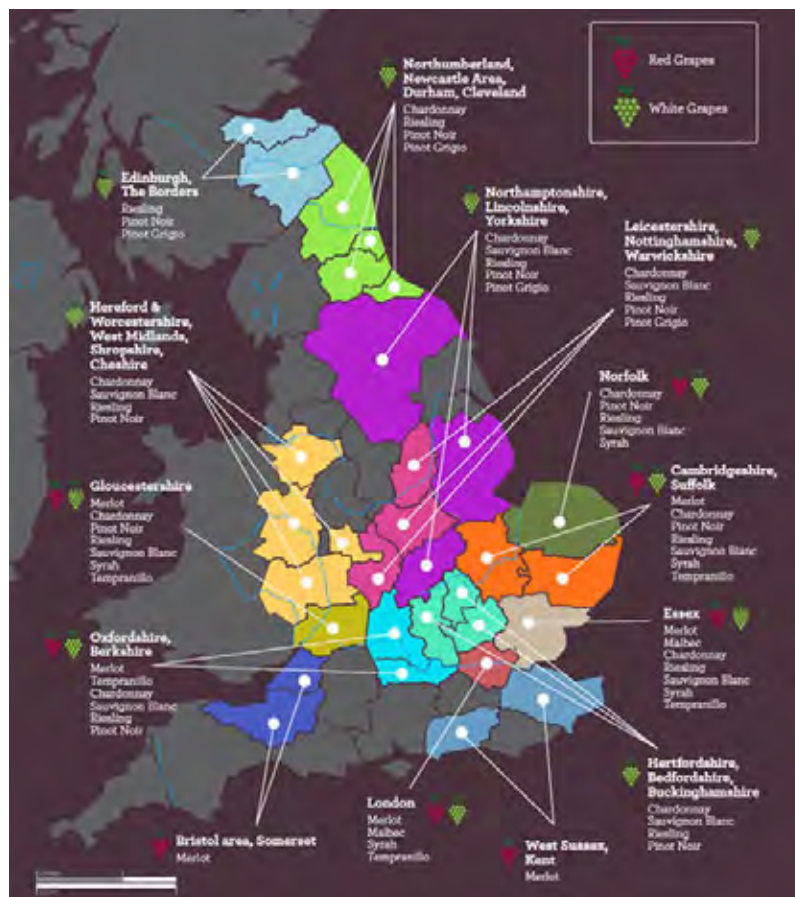 Red Grapes
White Grapes
Northumberland,
Newcastle Area,
Durham, Cleveland
Chardonnay
Riesling
Pinot Noir
Pinot Grigio
Edinburgh,
The Borders
Riesling
Pinot Noir
Pinot Grigio
Northamptonshire,
Lincolnshire,
Yorkshire
Chardonnay
Sauvignon Blanc
Riesling
Pinot Noir
Pinot Grigio
Leicestershire,
Nottinghamshire,
Warwickshire
Chardonnay
Sauvignon Blanc
Riesling
Pinot Noir
Pinot Grigio
Hereford &
Worcestershire,
West Midlands,
Shropshire,
Cheshire
Chardonnay
Sauvignon Blanc
Riesling
Pinot Noir
Norfolk
Chardonnay
Pinot Noir
Riesling
Sauvignon Blanc
Syrah
Gloucestershire
Merlot
Chardonnay
Pinot Noir
Riesling
Sauvignon Blanc
Syrah
Tempranillo
Cambridgeshire,
Suffolk
Merlot
Chardonnay
Pinot Noir
Riesling
Sauvignon Blanc
Syrah
Tempranillo
Oxfordshire,
Berkshire
Merlot
Tempranillo
Chardonnay
Sauvignon Blanc
Riesling
Pinot Noir
Essex
Merlot
Malbec
Chardonnay
Riesling
Sauvignon Blanc
Syrah
Tempranillo
Hertfordshire,
Bedfordshire,
Buckinghamshire
Chardonnay
Sauvignon Blanc
Riesling
Pinot Noir
London
Merlot
Malbec
Syrah
Tempranillo
Bristol area, Somerset
Merlot
West Sussex,
Kent
Merlot